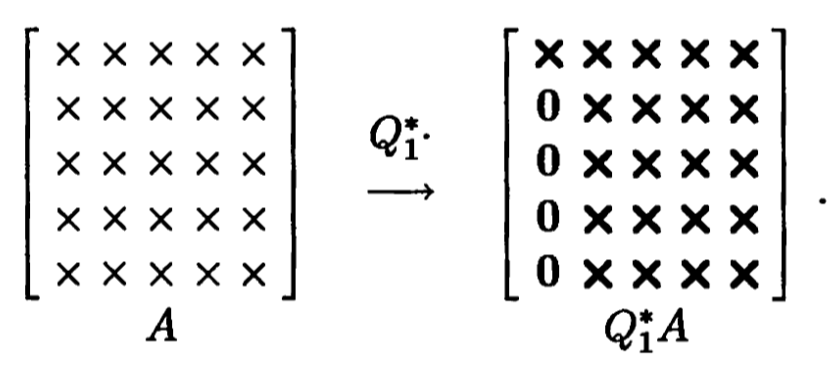 × × × × × × × × × ×
× × × × × 0 × × × ×
× × × × × Q₁*· 0 × × × ×
× × × × × ⟶ 0 × × × × .
× × × × × 0 × × × ×
A Q₁*A